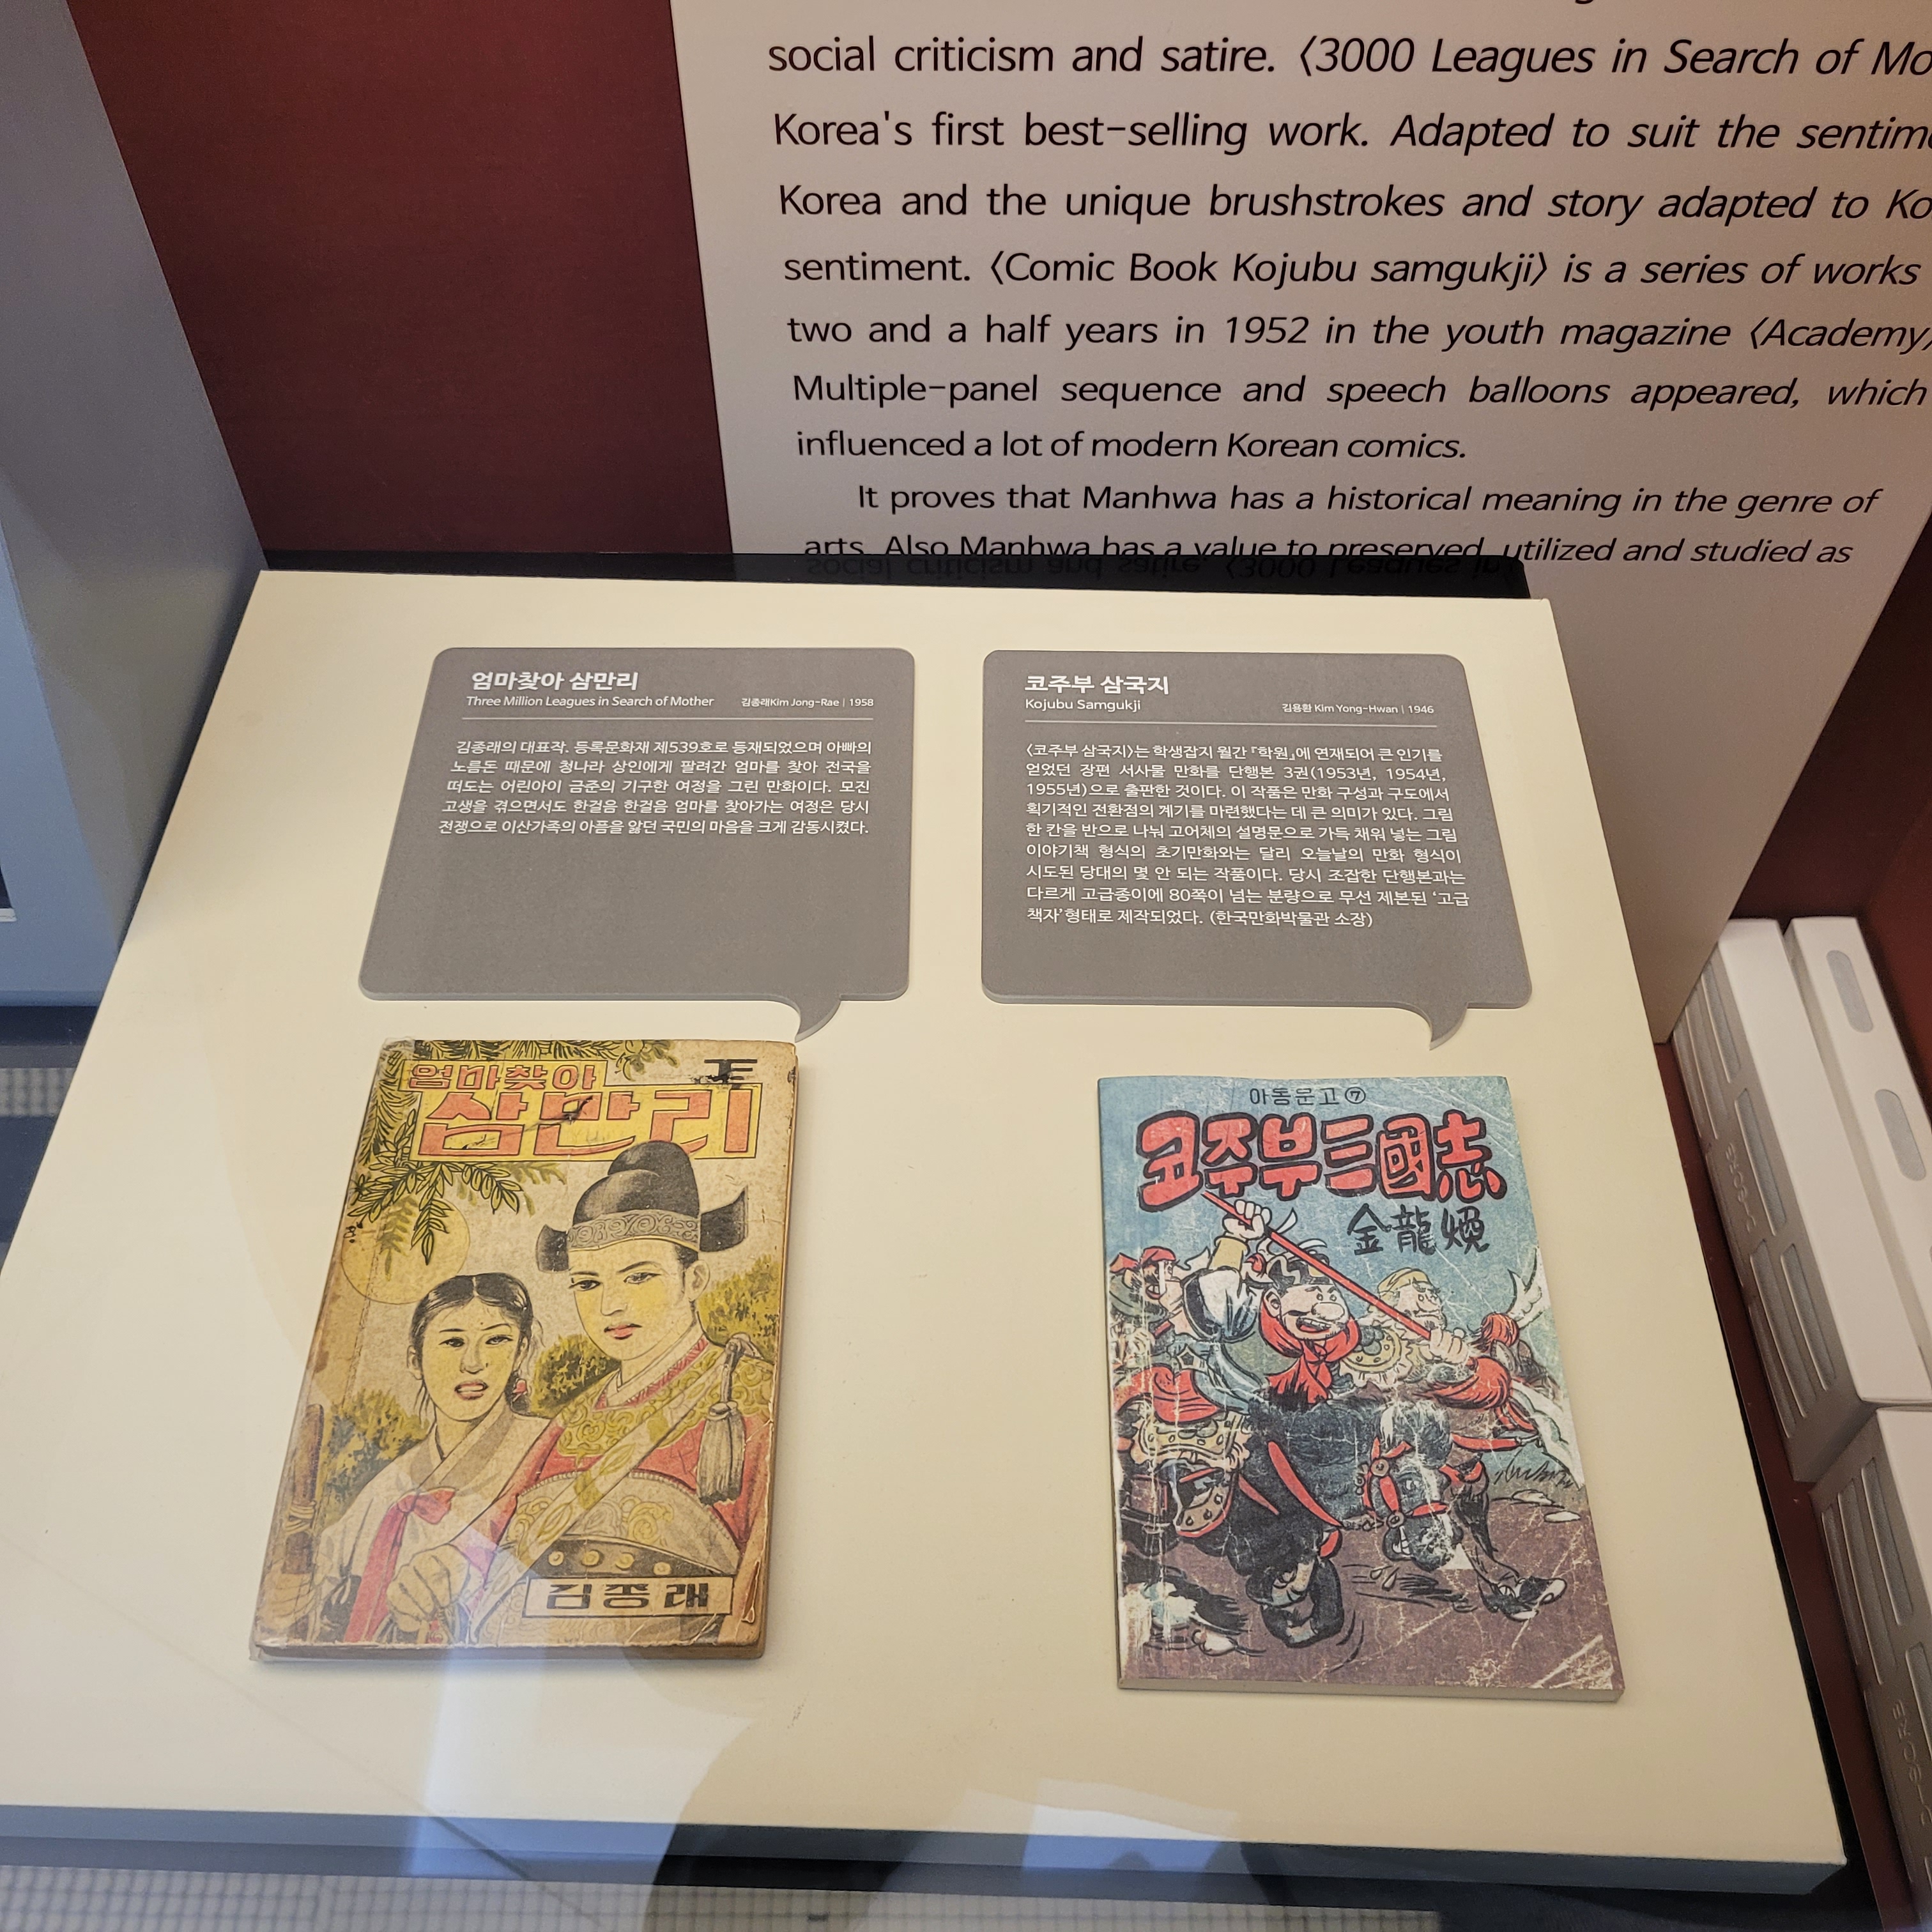 social criticism and satire. 〈3000 Leagues in Search of
Korea's first best-selling work. Adapted to suit the
Korea and the unique brushstrokes and story adapted to
sentiment. 〈Comic Book Kojubu samgukji〉 is a series of works
two and a half years in 1952 in the youth magazine 〈Academy〉
Multiple-panel sequence and speech balloons appeared, which
influenced a lot of modern Korean comics.
It proves that Manhwa has a historical meaning in the genre of
arts. Also Manhwa has a value to preserved, utilized and studied as
엄마찾아 삼만리
Three Million Leagues in Search of Mother 김종래Kim Jong-Rae | 1958
김종래의 대표작. 등록문화재 제539호로 등재되었으며 아빠의
노름돈 때문에 청나라 상인에게 팔려간 엄마를 찾아 전국을
떠도는 어린아이 금준의 기구한 여정을 그린 만화이다. 모진
고생을 겪으면서도 한걸음 한걸음 엄마를 찾아가는 여정은 당시
전쟁으로 이산가족의 아픔을 앓던 국민의 마음을 크게 감동시켰다.
코주부 삼국지
Kojubu Samgukji 김용환 Kim Yong-Hwan | 1946
〈코주부 삼국지〉는 학생잡지 월간 『학원』에 연재되어 큰 인기를
얻었던 장편 서사물 만화를 단행본 3권(1953년, 1954년,
1955년)으로 출판한 것이다. 이 작품은 만화 구성과 구도에서
획기적인 전환점의 계기를 마련했다는 데 큰 의미가 있다. 그림
한 칸을 반으로 나눠 고어체의 설명문으로 가득 채워 넣는 그림
이야기책 형식의 초기만화와는 달리 오늘날의 만화 형식이
시도된 당대의 몇 안 되는 작품이다. 당시 조잡한 단행본과는
다르게 고급종이에 80쪽이 넘는 분량으로 무선 제본된 '고급
책자'형태로 제작되었다. (한국만화박물관 소장)
엄마찾아
삼만리
김종래
아동문고⑦
코주부三國志
金龍煥